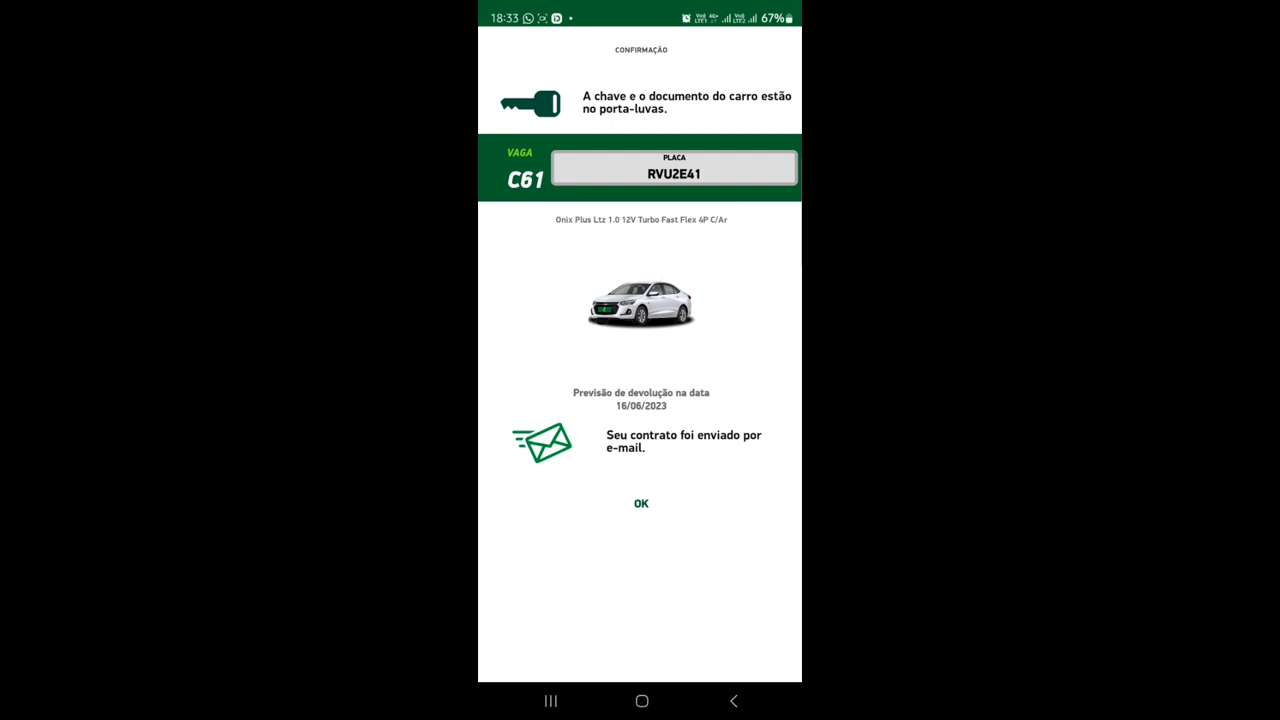 18:33
67%
CONFIRMAÇÃO
A chave e o documento do carro estão
no porta-luvas.
VAGA
C61
PLACA
RVU2E41
Onix Plus Ltz 1.0 12V Turbo Fast Flex 4P C/Ar
Previsão de devolução na data
16/06/2023
Seu contrato foi enviado por
e-mail.
OK